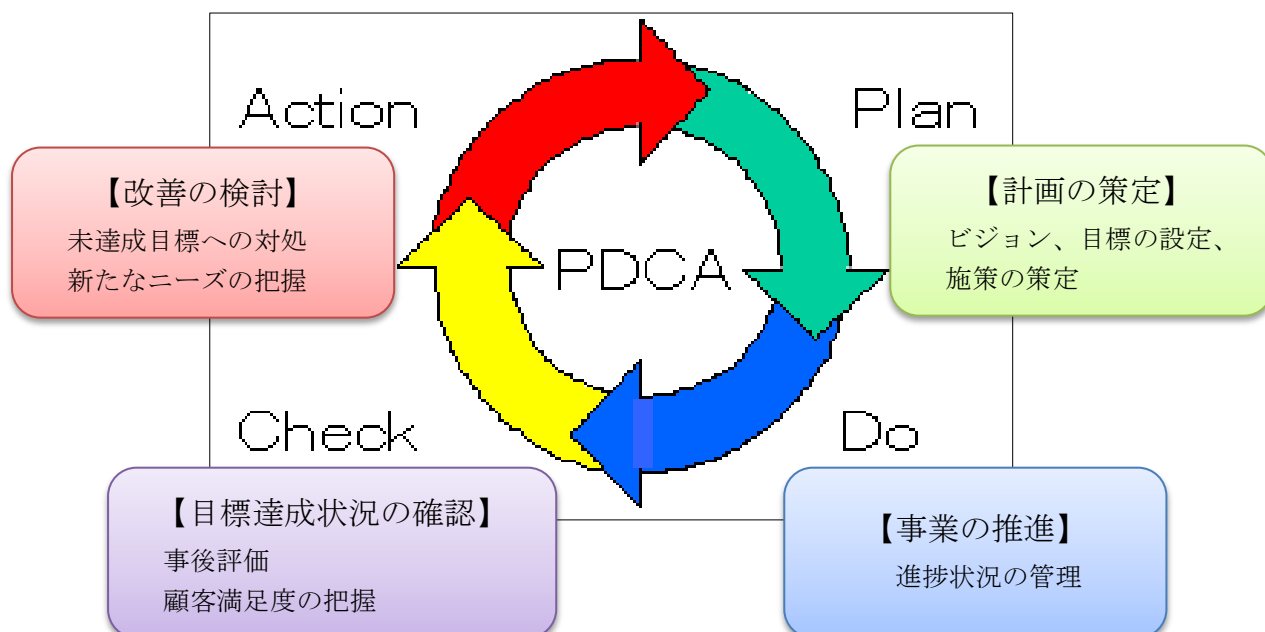 Action
Plan
【改善の検討】
未達成目標への対処
新たなニーズの把握
【計画の策定】
ビジョン、目標の設定、
施策の策定
PDCA
Check
Do
【目標達成状況の確認】
事後評価
顧客満足度の把握
【事業の推進】
進捗状況の管理